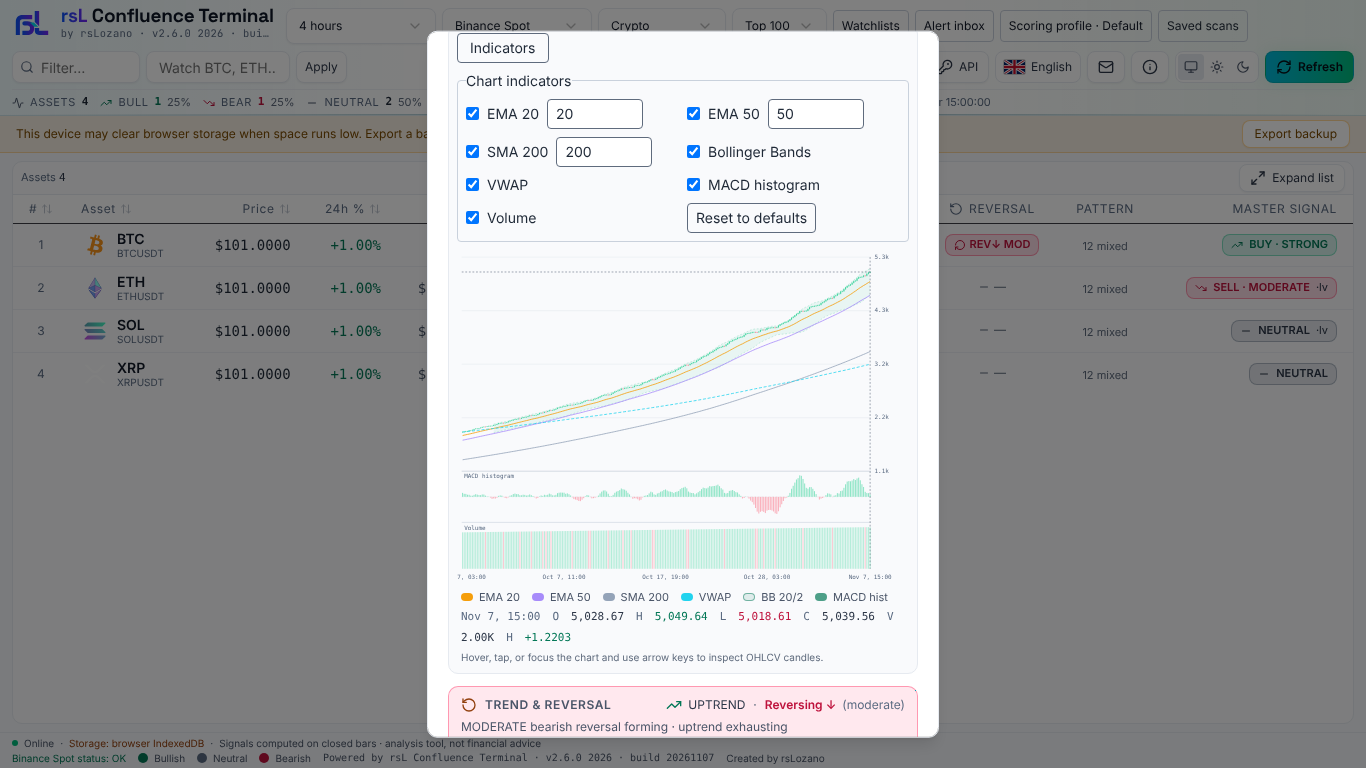 rsL Confluence Terminal
by rsLozano · v2.6.0 2026 · bui…
4 hours
Binance Spot
Crypto
Top 100
Watchlists
Alert inbox
Scoring profile · Default
Saved scans
Filter...
Watch BTC, ETH..
Apply
API
English
Refresh
ASSETS 4
BULL 1 25%
BEAR 1 25%
NEUTRAL 2 50%
15:00:00
This device may clear browser storage when space runs low. Export a ba
Export backup
Assets 4
Expand list
# Asset Price 24h % REVERSAL PATTERN MASTER SIGNAL
1 BTC $101.0000 +1.00% REV↓ MOD 12 mixed BUY · STRONG
BTCUSDT
2 ETH $101.0000 +1.00% $ — — 12 mixed SELL · MODERATE ·lv
ETHUSDT
3 SOL $101.0000 +1.00% $ — — 12 mixed — NEUTRAL ·lv
SOLUSDT
4 XRP $101.0000 +1.00% $ — — 12 mixed — NEUTRAL
XRPUSDT
Indicators
Chart indicators
EMA 20 20
EMA 50 50
SMA 200 200
Bollinger Bands
VWAP
MACD histogram
Volume
Reset to defaults
5.3k
4.3k
3.2k
2.2k
1.1k
MACD histogram
Volume
7, 03:00 Oct 7, 11:00 Oct 17, 19:00 Oct 28, 03:00 Nov 7, 15:00
EMA 20 EMA 50 SMA 200 VWAP BB 20/2 MACD hist
Nov 7, 15:00 O 5,028.67 H 5,049.64 L 5,018.61 C 5,039.56 V
2.00K H +1.2203
Hover, tap, or focus the chart and use arrow keys to inspect OHLCV candles.
TREND & REVERSAL UPTREND · Reversing ↓ (moderate)
MODERATE bearish reversal forming · uptrend exhausting
Online · Storage: browser IndexedDB · Signals computed on closed bars · analysis tool, not financial advice
Binance Spot status: OK Bullish Neutral Bearish Powered by rsL Confluence Terminal · v2.6.0 2026 · build 20261107 Created by rsLozano